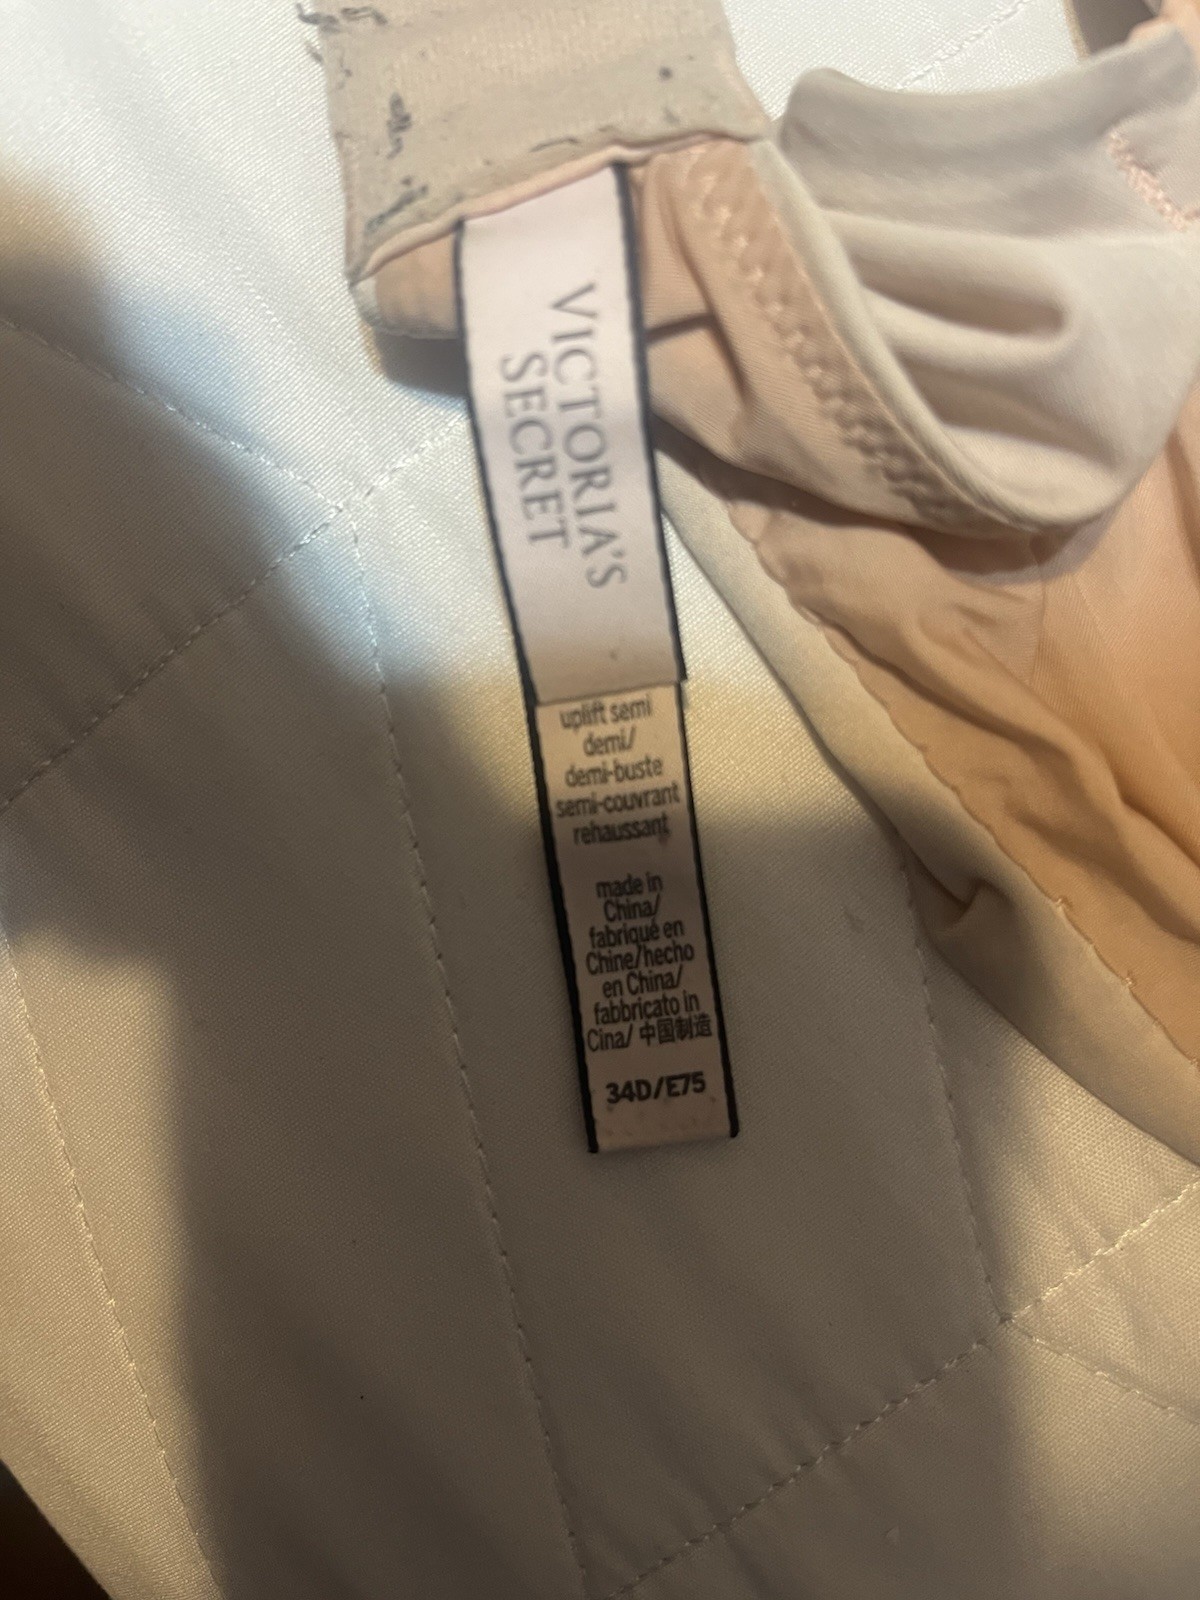 VICTORIA'S
SECRET
uplift semi
demi/
demi-buste
semi-couvrant
rehaussant
made in
China/
fabriqué en
Chine/hecho
en China/
fabbricato in
Cina/ 中国制造
34D/E75